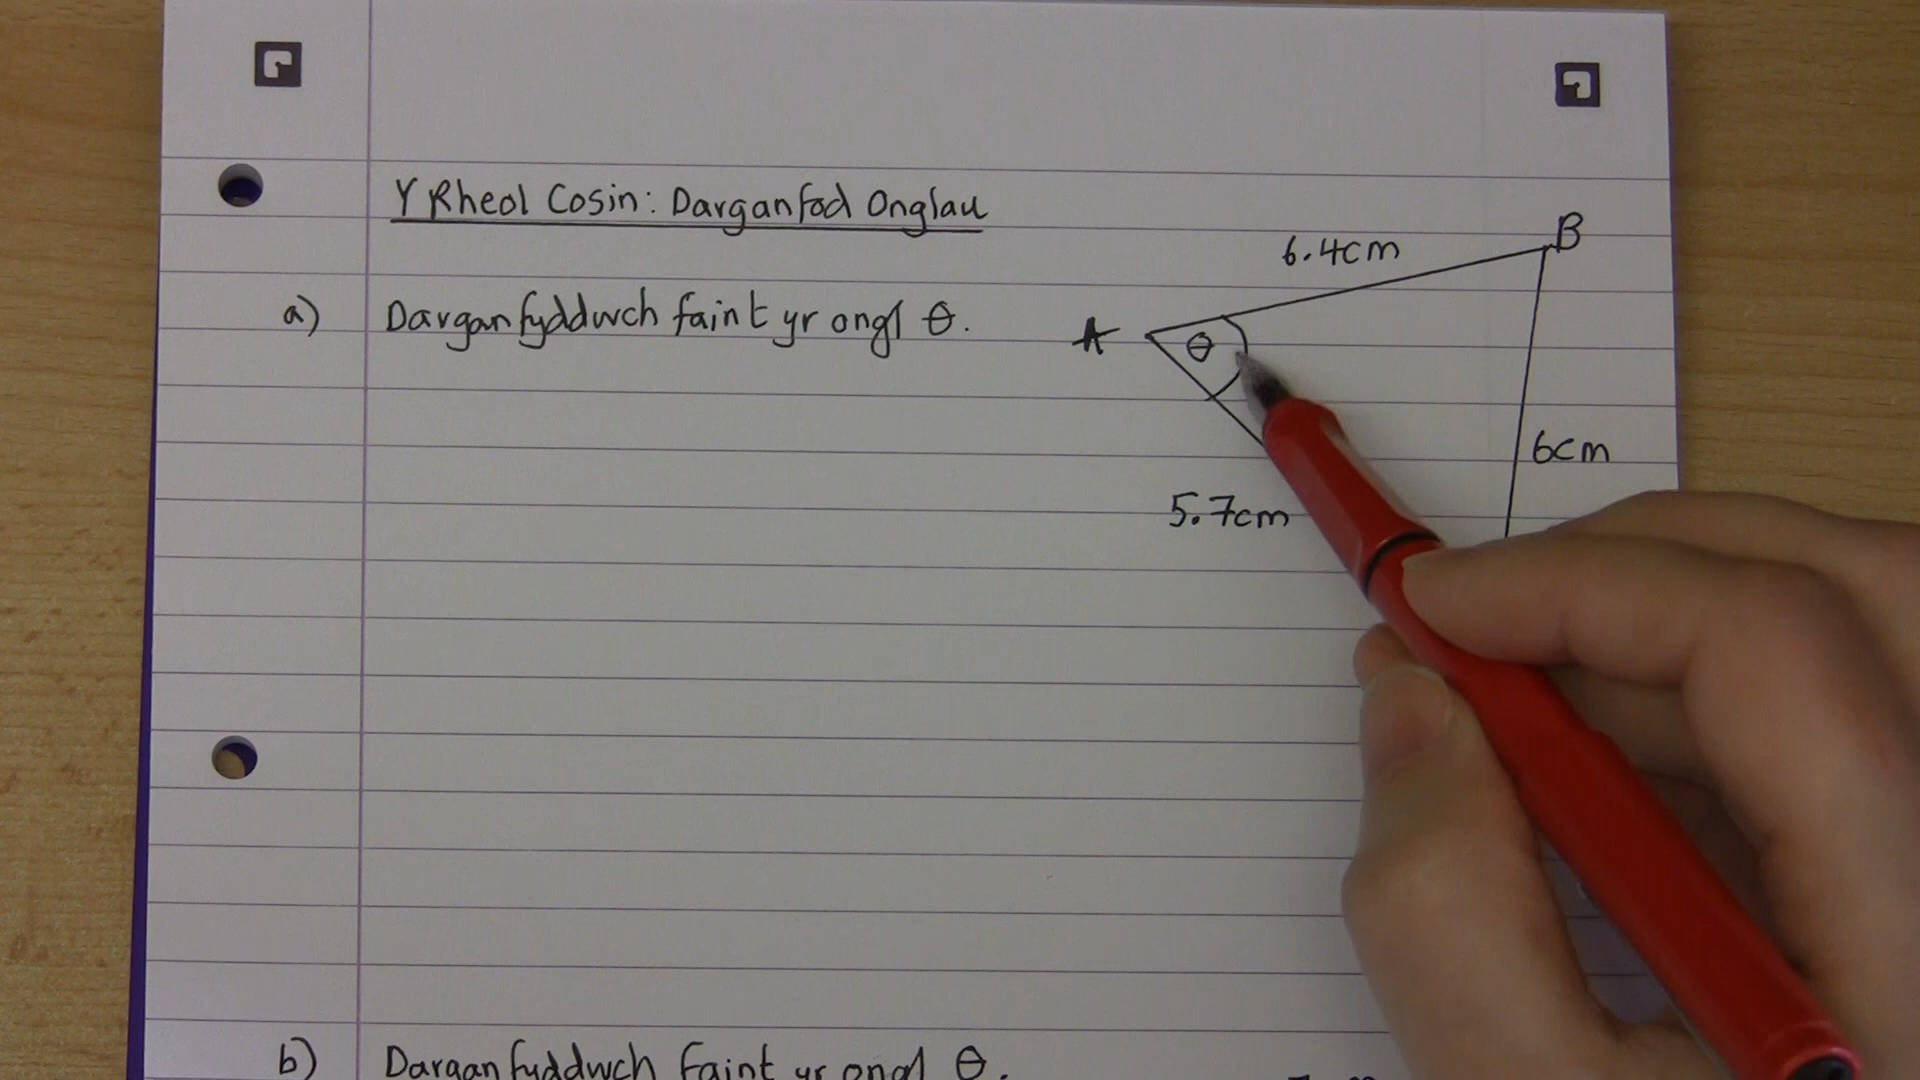 Y Rheol Cosin: Darganfod Onglau
a) Darganfyddwch faint yr ongl θ.
A
θ
6.4cm
B
6cm
5.7cm
b) Darganfyddwch faint yr ongl θ.